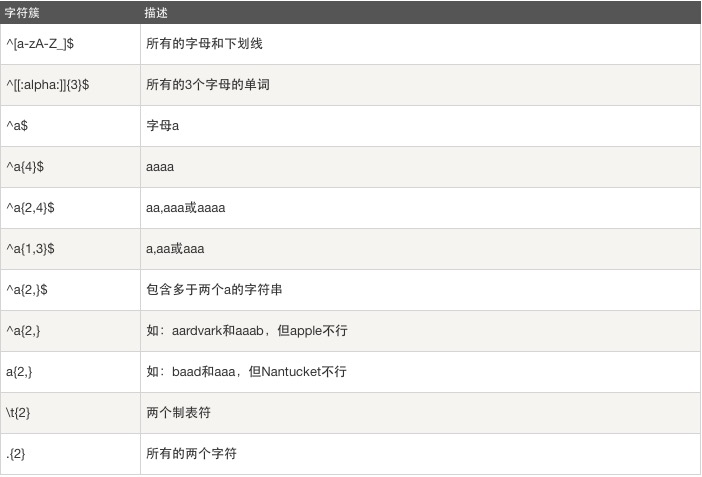 字符簇 描述
^[a-zA-Z_]$ 所有的字母和下划线
^[[:alpha:]]{3}$ 所有的3个字母的单词
^a$ 字母a
^a{4}$ aaaa
^a{2,4}$ aa,aaa或aaaa
^a{1,3}$ a,aa或aaa
^a{2,}$ 包含多于两个a的字符串
^a{2,} 如：aardvark和aaab，但apple不行
a{2,} 如：baad和aaa，但Nantucket不行
\t{2} 两个制表符
.{2} 所有的两个字符